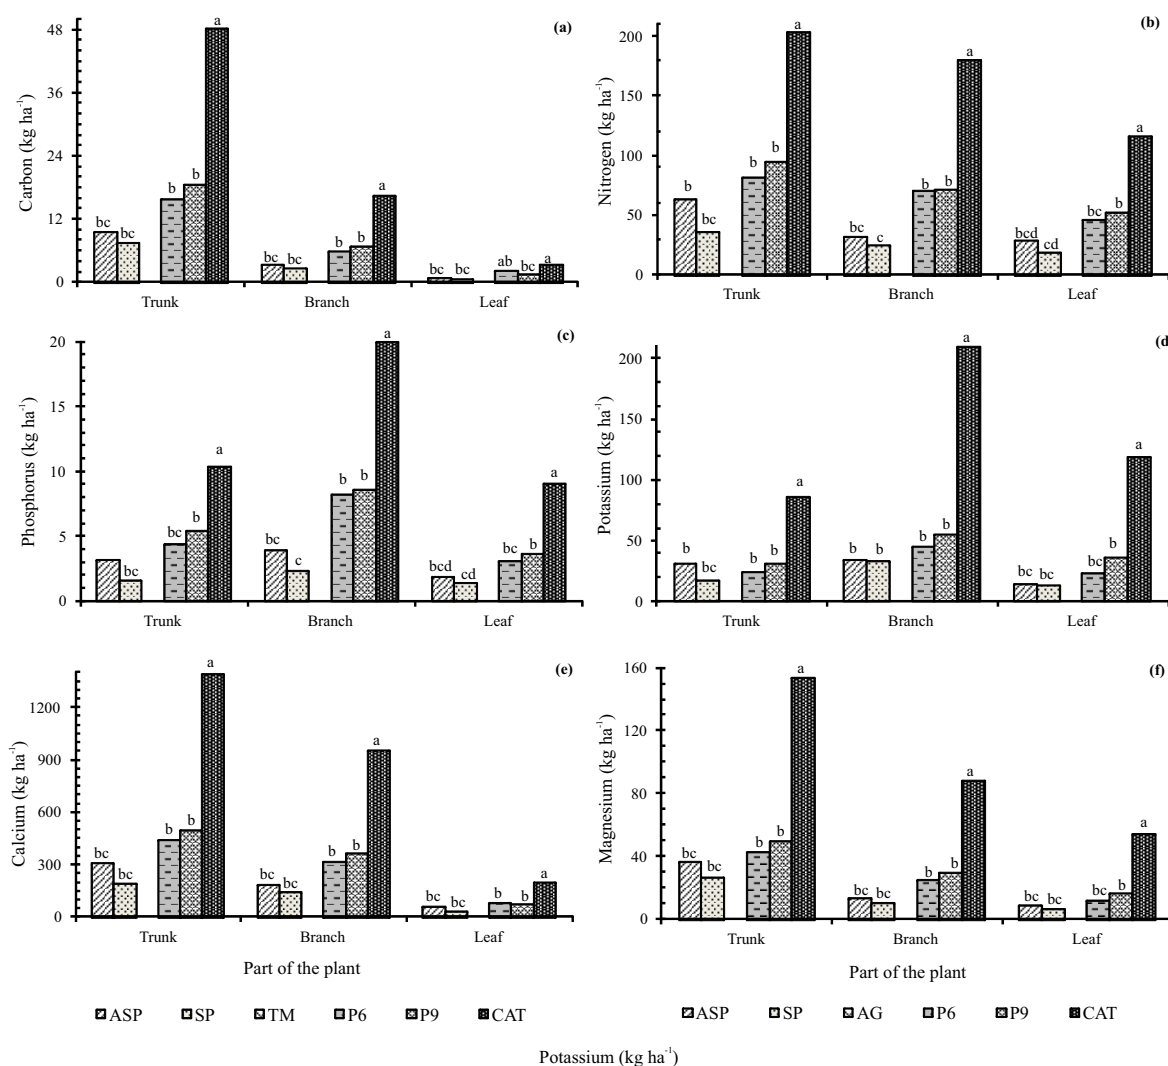 (a)
Carbon (kg ha-1)
48
36
24
12
0
bc bc b b a
bc bc b b a
bc bc ab bc a
Trunk Branch Leaf
(b)
Nitrogen (kg ha-1)
200
150
100
50
0
b bc b b a
b c b b a
bcd cd bc b a
Trunk Branch Leaf
(c)
Phosphorus (kg ha-1)
20
15
10
5
0
bc bc b a
bc c b b a
bcd cd bc b a
Trunk Branch Leaf
(d)
Potassium (kg ha-1)
200
150
100
50
0
b bc b b a
b b b b a
bc bc bc b a
Trunk Branch Leaf
(e)
Calcium (kg ha-1)
1200
900
600
300
0
bc bc b b a
bc bc b b a
bc bc b b a
Trunk Branch Leaf
Part of the plant
ASP SP TM P6 P9 CAT
(f)
Magnesium (kg ha-1)
160
120
80
40
0
bc bc b b a
bc bc b b a
bc bc bc b a
Trunk Branch Leaf
Part of the plant
ASP SP AG P6 P9 CAT
Potassium (kg ha-1)